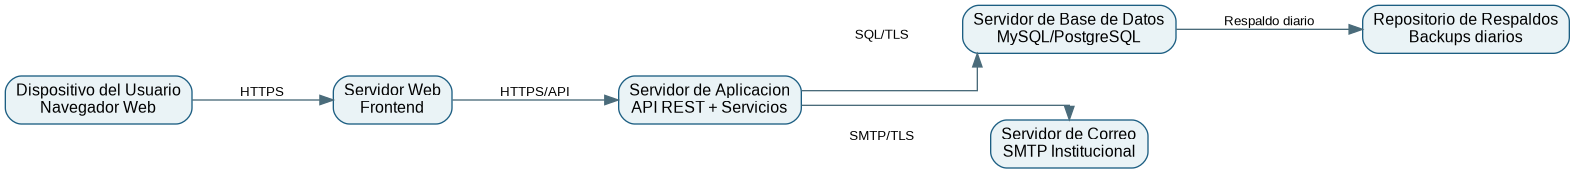 Dispositivo del Usuario
Navegador Web
HTTPS
Servidor Web
Frontend
HTTPS/API
Servidor de Aplicacion
API REST + Servicios
SQL/TLS
Servidor de Base de Datos
MySQL/PostgreSQL
Respaldo diario
Repositorio de Respaldos
Backups diarios
SMTP/TLS
Servidor de Correo
SMTP Institucional